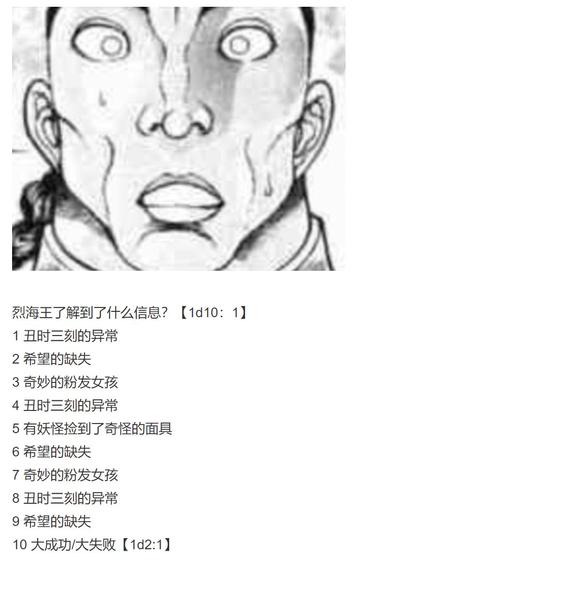 烈海王了解到了什么信息？【1d10：1】
1 丑时三刻的异常
2 希望的缺失
3 奇妙的粉发女孩
4 丑时三刻的异常
5 有妖怪捡到了奇怪的面具
6 希望的缺失
7 奇妙的粉发女孩
8 丑时三刻的异常
9 希望的缺失
10 大成功/大失败【1d2:1】